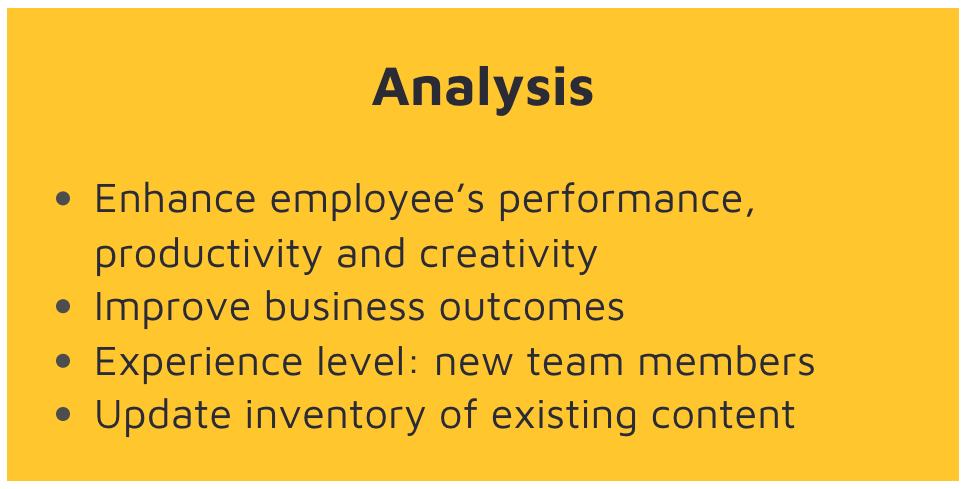 Analysis
• Enhance employee’s performance,
productivity and creativity
• Improve business outcomes
• Experience level: new team members
• Update inventory of existing content